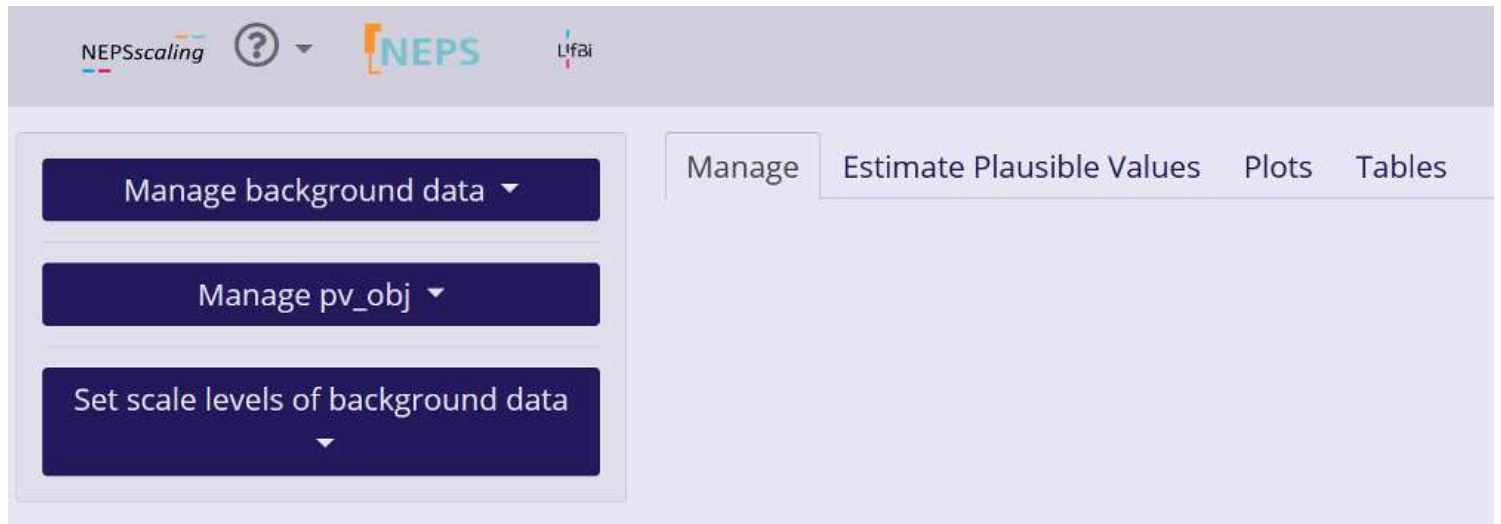 NEPSscaling ? NEPS LIfBi
Manage Estimate Plausible Values Plots Tables
Manage background data
Manage pv_obj
Set scale levels of background data